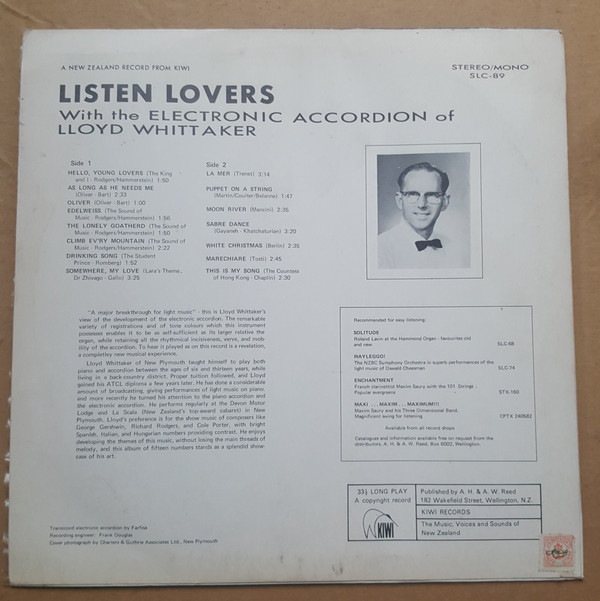 A NEW ZEALAND RECORD FROM KIWI
STEREO/MONO
SLC-89
LISTEN LOVERS
With the ELECTRONIC ACCORDION of
LLOYD WHITTAKER
Side 1
HELLO, YOUNG LOVERS (The King
and I - Rodgers/Hammerstein) 1:50
AS LONG AS HE NEEDS ME
(Oliver - Bart) 2:33
OLIVER (Oliver - Bart) 1:00
EDELWEISS (The Sound of
Music - Rodgers/Hammerstein) 1:56
THE LONELY GOATHERD (The Sound of
Music - Rodgers/Hammerstein) 1:50
CLIMB EV'RY MOUNTAIN (The Sound of
Music - Rodgers/Hammerstein) 2:22
DRINKING SONG (The Student
Prince - Romberg) 1:52
SOMEWHERE, MY LOVE (Lara's Theme,
Dr Zhivago - Galle) 3:25
Side 2
LA MER (Trenet) 3:14
PUPPET ON A STRING
(Martin/Coulter/Relanne) 1:47
MOON RIVER (Mancini) 2:35
SABRE DANCE
(Gayaneh - Khatchaturian) 3:20
WHITE CHRISTMAS (Berlin) 2:35
MARECHIARE (Tosti) 2:45
THIS IS MY SONG (The Countess
of Hong Kong - Chaplin) 2:30
"A major breakthrough for light music" - this is Lloyd Whittaker's
view of the development of the electronic accordion. The remarkable
variety of registrations and of tone colours which this instrument
possesses enables it to be as self-sufficient as its larger relative the
organ, while retaining all the rhythmical incisiveness, verve, and mob-
ility of the accordion. To hear it played as on this record is a revelation,
a completley new musical experience.
Lloyd Whittaker of New Plymouth taught himself to play both
piano and accordion between the ages of six and thirteen years, while
living in a back-country district. Proper tuition followed, and Lloyd
gained his ATCL diploma a few years later. He has done a considerable
amount of broadcasting, giving performances of light music on piano
and more recently he turned his attention to the piano accordion and
the electronic accordion. He performs regularly at the Devon Motor
Lodge and La Scala (New Zealand's top-award cabaret) in New
Plymouth. Lloyd's preference is for the show music of composers like
George Gershwin, Richard Rodgers, and Cole Porter, with bright
Spanish, Italian, and Hungarian numbers providing contrast. He enjoys
developing the themes of this music, without losing the main threads of
melody, and this album of fifteen numbers stands as a splendid show-
case of his art.
Recommended for easy listening:
SOLITUDE
Roland Lavin at the Hammond Organ - favourites old
and new SLC-68
HAYLEGGO!
The NZBC Symphony Orchestra in superb performances of the
light music of Dorothea Franchi SLC-74
ENCHANTMENT
French clarinettist Maxim Saury with the 101 Strings
Popular evergreens STX-160
MAXI . . . MAXIM . . . MAXIMUM!!!
Maxim Saury and his Three Dimensional Band.
Magnificent swing for listening CPTX 240682
Available from all record shops
Catalogues and information available free on request from the
distributors, A. H. & A. W. Reed, Box 6002, Wellington.
33⅓ LONG PLAY
A copyright record
KIWI
Published by A. H. & A. W. Reed
182 Wakefield Street, Wellington, N.Z.
KIWI RECORDS
The Music, Voices and Sounds of
New Zealand
Transicord electronic accordion by Farfisa
Recording engineer: Frank Douglas
Cover photograph by Charters & Guthrie Associates Ltd., New Plymouth